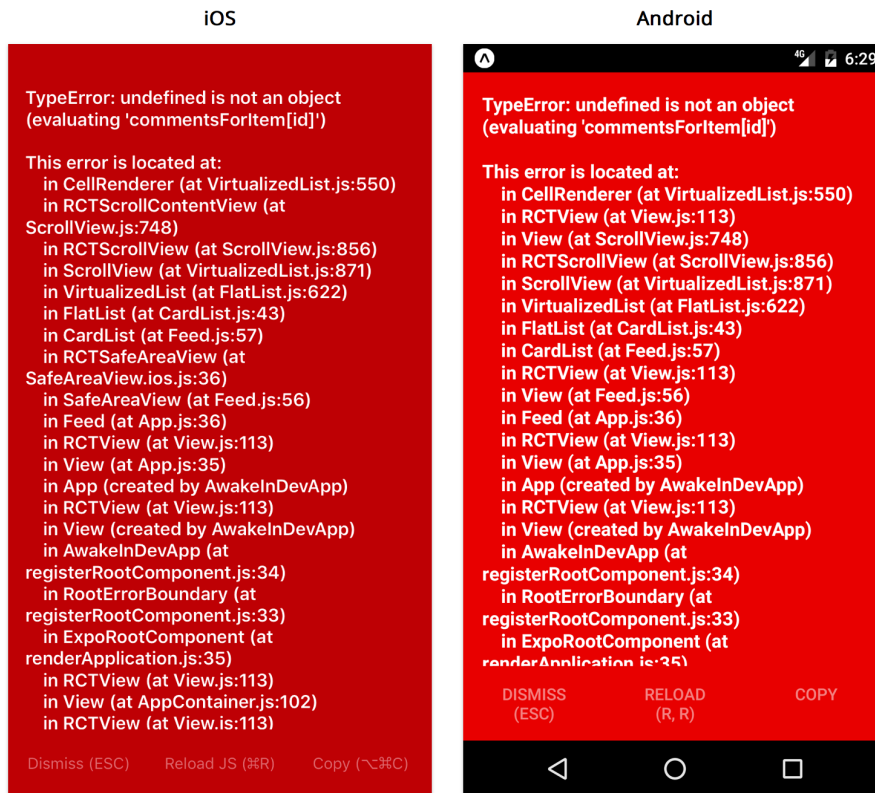 iOS
TypeError: undefined is not an object
(evaluating 'commentsForItem[id]')
This error is located at:
in CellRenderer (at VirtualizedList.js:550)
in RCTScrollContentView (at
ScrollView.js:748)
in RCTScrollView (at ScrollView.js:856)
in ScrollView (at VirtualizedList.js:871)
in VirtualizedList (at FlatList.js:622)
in FlatList (at CardList.js:43)
in CardList (at Feed.js:57)
in RCTSafeAreaView (at
SafeAreaView.ios.js:36)
in SafeAreaView (at Feed.js:56)
in Feed (at App.js:36)
in RCTView (at View.js:113)
in View (at App.js:35)
in App (created by AwakeInDevApp)
in RCTView (at View.js:113)
in View (created by AwakeInDevApp)
in AwakeInDevApp (at
registerRootComponent.js:34)
in RootErrorBoundary (at
registerRootComponent.js:33)
in ExpoRootComponent (at
renderApplication.js:35)
in RCTView (at View.js:113)
in View (at AppContainer.js:102)
in RCTView (at View.js:113)
Dismiss (ESC) Reload JS (⌘R) Copy (⌥⌘C)
Android
4G 6:29
TypeError: undefined is not an object
(evaluating 'commentsForItem[id]')
This error is located at:
in CellRenderer (at VirtualizedList.js:550)
in RCTView (at View.js:113)
in View (at ScrollView.js:748)
in RCTScrollView (at ScrollView.js:856)
in ScrollView (at VirtualizedList.js:871)
in VirtualizedList (at FlatList.js:622)
in FlatList (at CardList.js:43)
in CardList (at Feed.js:57)
in RCTView (at View.js:113)
in View (at Feed.js:56)
in Feed (at App.js:36)
in RCTView (at View.js:113)
in View (at App.js:35)
in App (created by AwakeInDevApp)
in RCTView (at View.js:113)
in View (created by AwakeInDevApp)
in AwakeInDevApp (at
registerRootComponent.js:34)
in RootErrorBoundary (at
registerRootComponent.js:33)
in ExpoRootComponent (at
renderApplication.js:35)
DISMISS RELOAD COPY
(ESC) (R, R)